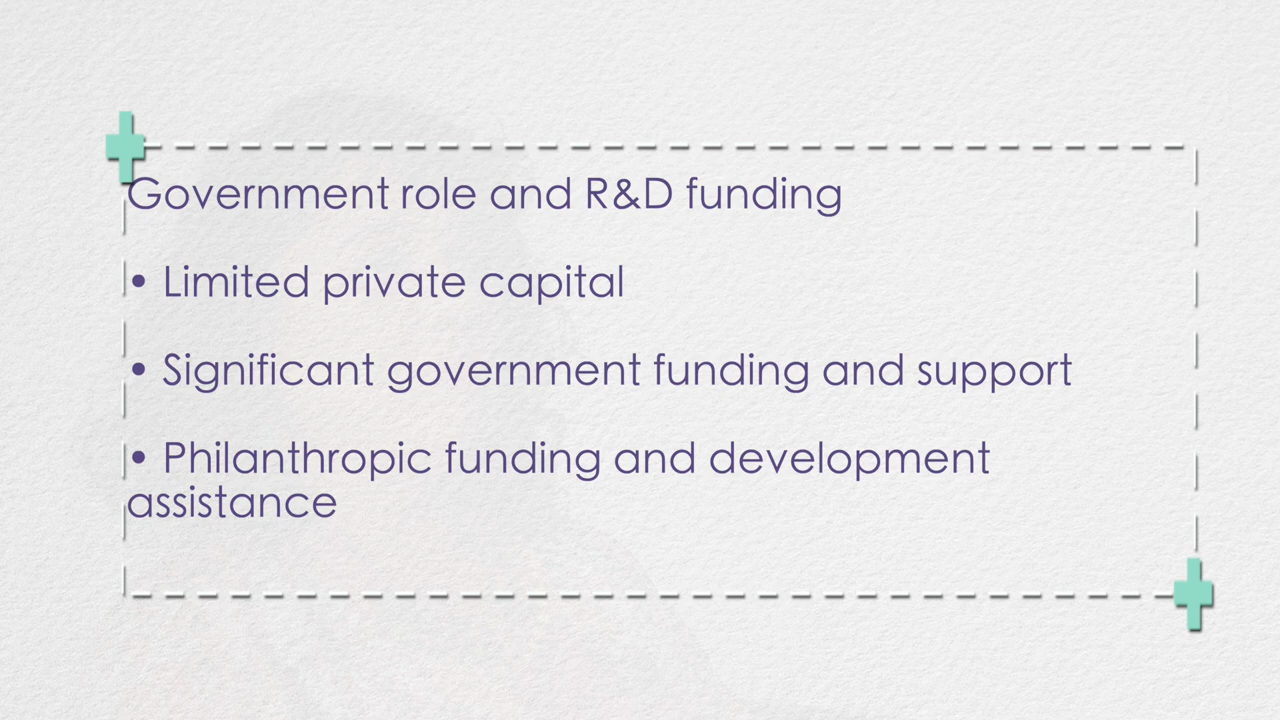 Government role and R&D funding
• Limited private capital
• Significant government funding and support
• Philanthropic funding and development
assistance